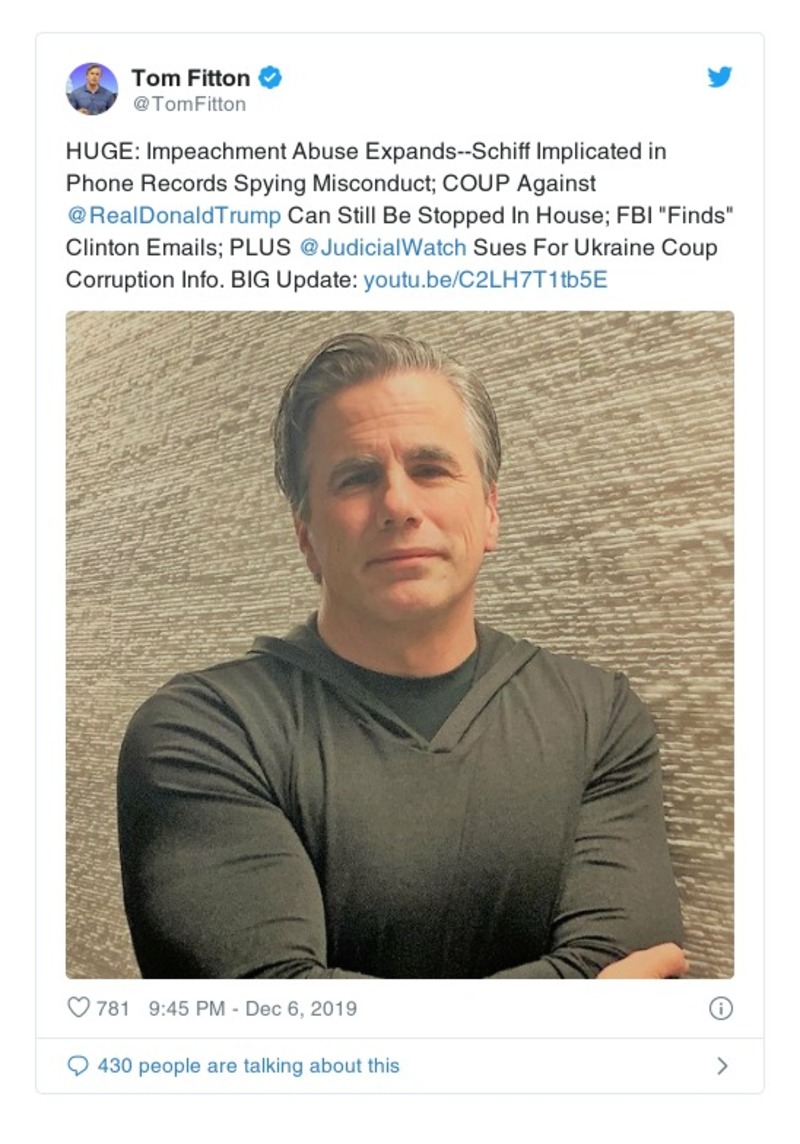 Tom Fitton
@TomFitton
HUGE: Impeachment Abuse Expands--Schiff Implicated in
Phone Records Spying Misconduct; COUP Against
@RealDonaldTrump Can Still Be Stopped In House; FBI "Finds"
Clinton Emails; PLUS @JudicialWatch Sues For Ukraine Coup
Corruption Info. BIG Update: youtu.be/C2LH7T1tb5E
781 9:45 PM - Dec 6, 2019
430 people are talking about this